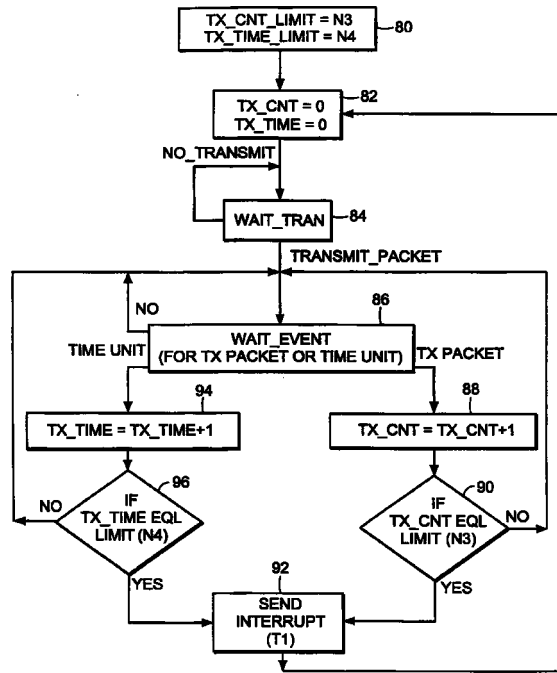 TX_CNT_LIMIT = N3
TX_TIME_LIMIT = N4
80
82
TX_CNT = 0
TX_TIME = 0
NO_TRANSMIT
WAIT_TRAN
84
TRANSMIT_PACKET
NO
86
TIME UNIT
WAIT_EVENT
(FOR TX PACKET OR TIME UNIT)
TX PACKET
94
88
TX_TIME = TX_TIME+1
TX_CNT = TX_CNT+1
96
90
NO
IF
TX_TIME EQL
LIMIT (N4)
IF
TX_CNT EQL
LIMIT (N3)
NO
YES
92
YES
SEND
INTERRUPT
(T1)